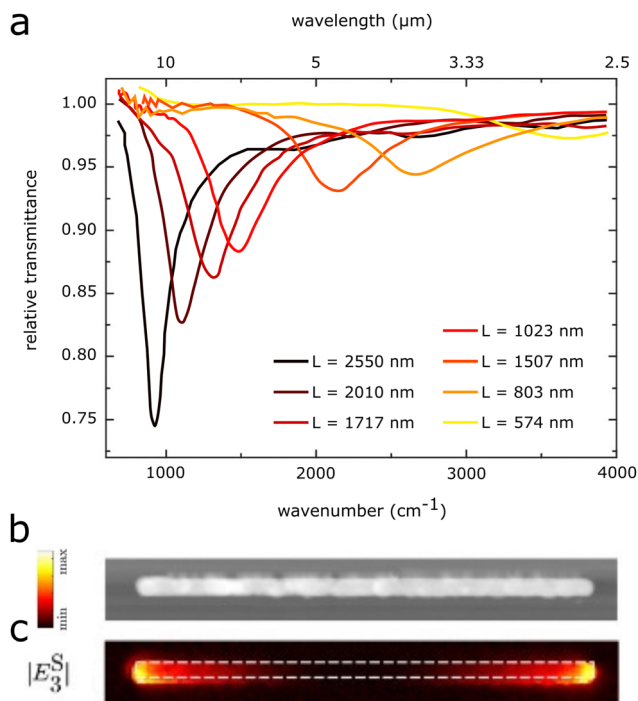 a
wavelength (µm)
10 5 3.33 2.5
1.00
0.95
0.90
0.85
0.80
0.75
relative transmittance
L = 2550 nm
L = 2010 nm
L = 1717 nm
L = 1023 nm
L = 1507 nm
L = 803 nm
L = 574 nm
1000 2000 3000 4000
wavenumber (cm⁻¹)
b
max
min
c
|E₃ˢ|